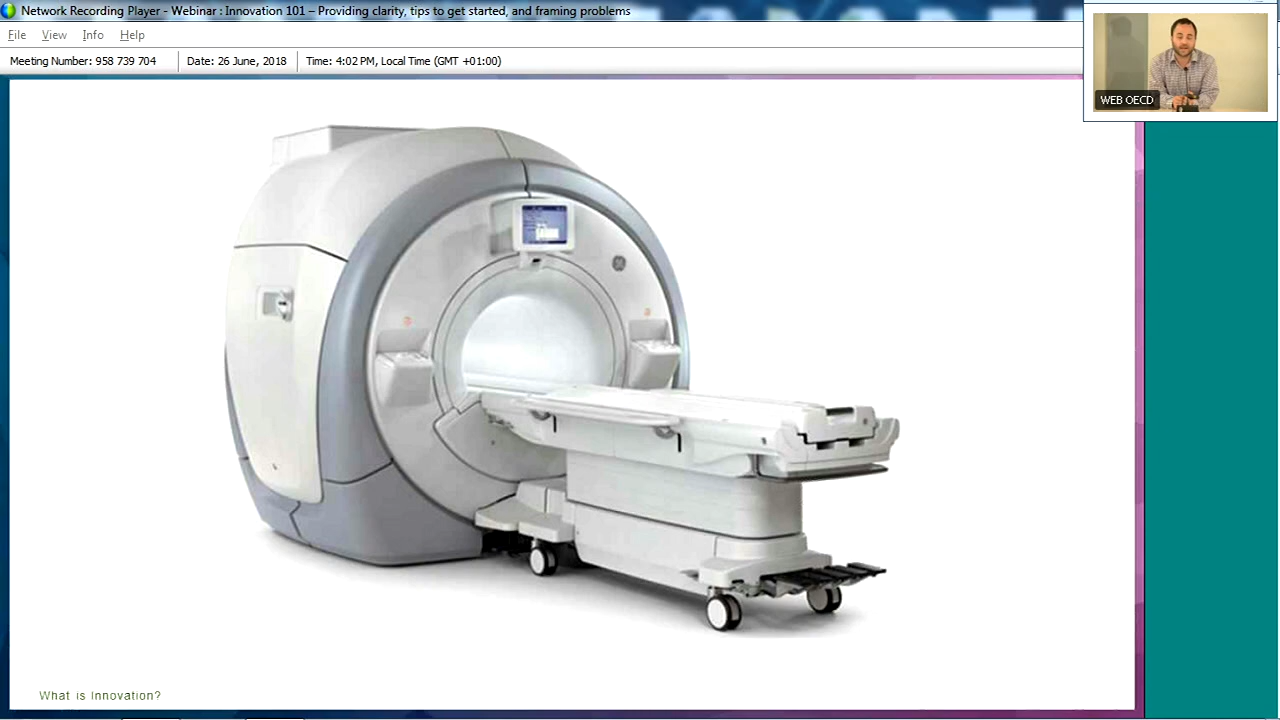 Network Recording Player - Webinar : Innovation 101 – Providing clarity, tips to get started, and framing problems
File View Info Help
Meeting Number: 958 739 704 Date: 26 June, 2018 Time: 4:02 PM, Local Time (GMT +01:00)
WEB OECD
What is Innovation?